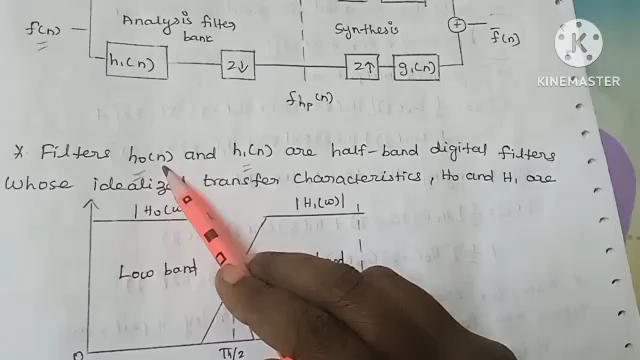 Analysis filter
bank
Synthesis
f(n)
h₁(n)
2↓
2↑
g₁(n)
+
f̄(n)
fhp(n)
KINEMASTER
* Filters h₀(n) and h₁(n) are half-band digital filters
whose idealized transfer characteristics, H₀ and H₁ are
|H₀(ω)
|H₁(ω)|
Low band
π/2